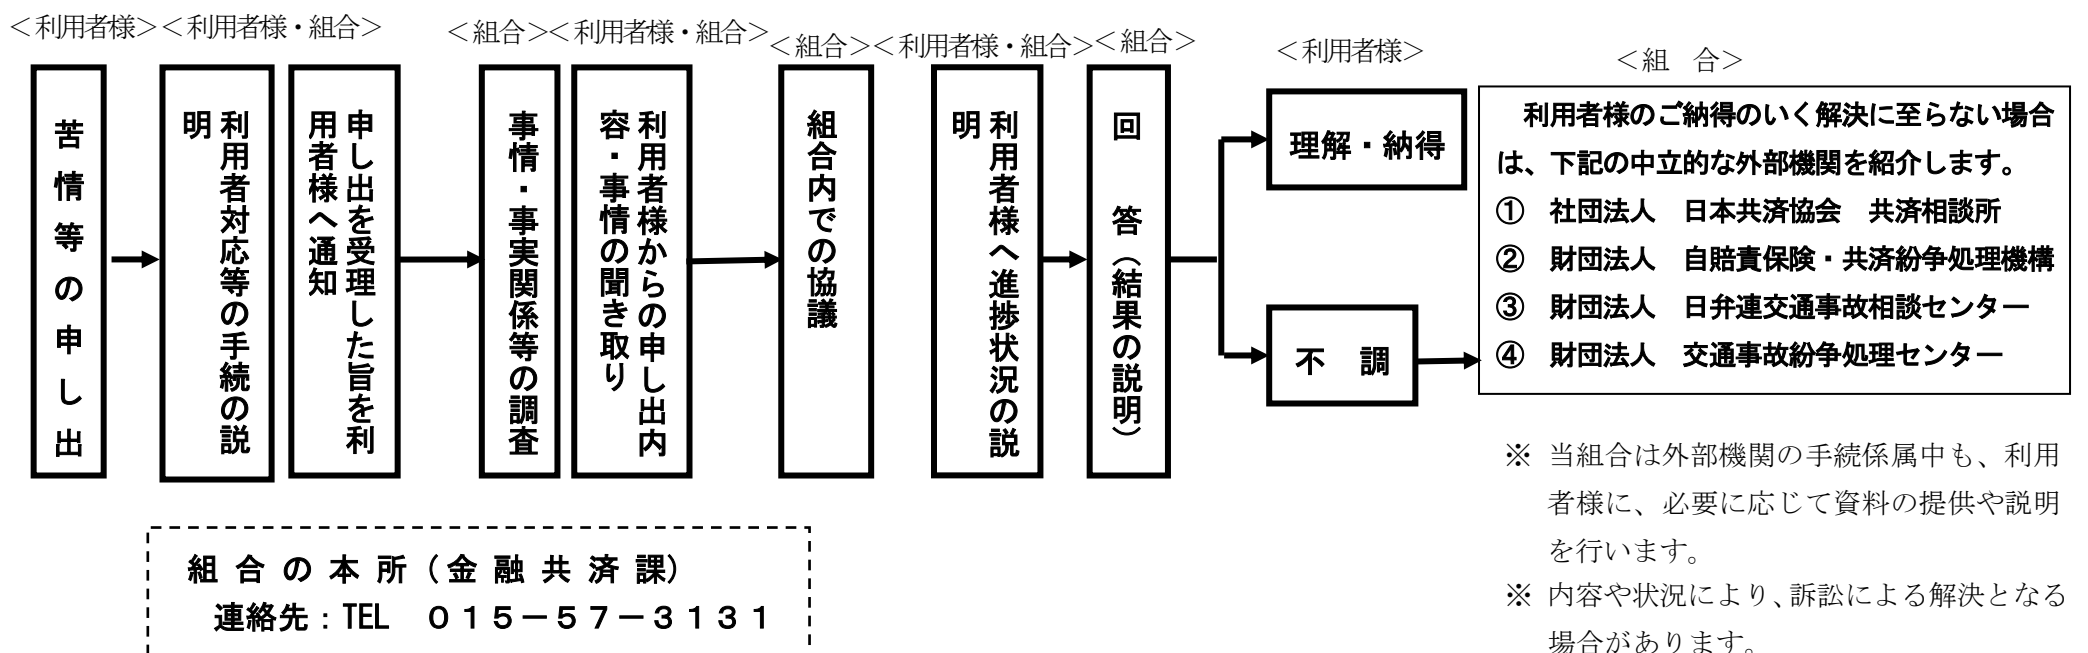 <利用者様>
<利用者様・組合>
<組合>
<利用者様・組合>
<組合>
<利用者様・組合>
<組合>
<利用者様>
<組　合>
苦情等の申し出
利用者対応等の手続の説
明
申し出を受理した旨を利
用者様へ通知
事情・事実関係等の調査
利用者様からの申し出内
容・事情の聞き取り
組合内での協議
利用者様へ進捗状況の説
明
回　答（結果の説明）
理解・納得
不　調
利用者様のご納得のいく解決に至らない場合
は、下記の中立的な外部機関を紹介します。
①　社団法人　日本共済協会　共済相談所
②　財団法人　自賠責保険・共済紛争処理機構
③　財団法人　日弁連交通事故相談センター
④　財団法人　交通事故紛争処理センター
※ 当組合は外部機関の手続係属中も、利用
者様に、必要に応じて資料の提供や説明
を行います。
※ 内容や状況により、訴訟による解決となる
場合があります。
組合の本所（金融共済課）
連絡先：TEL　０１５－５７－３１３１